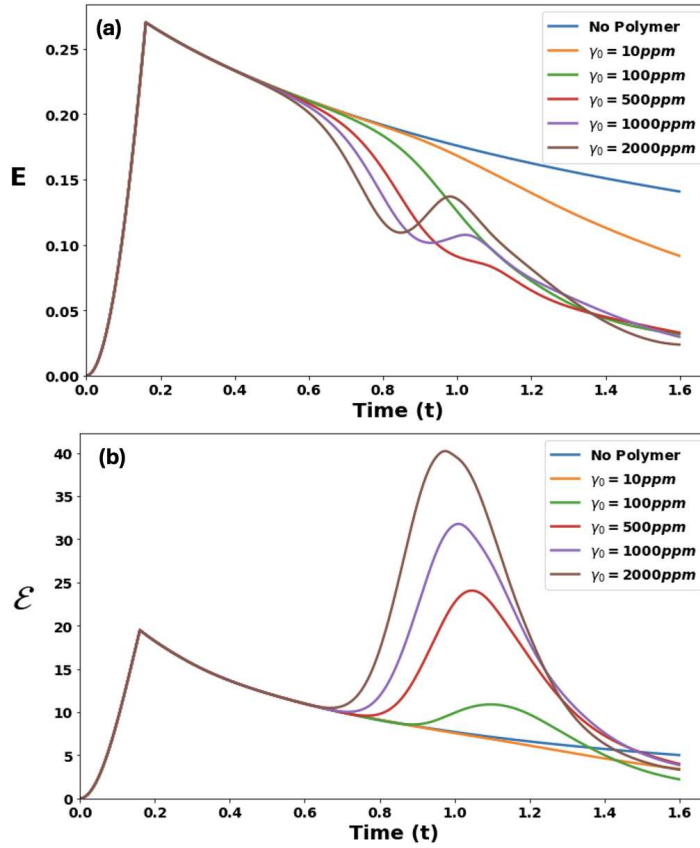 (a)
No Polymer
γ₀ = 10ppm
γ₀ = 100ppm
γ₀ = 500ppm
γ₀ = 1000ppm
γ₀ = 2000ppm
0.25
0.20
0.15
0.10
0.05
0.00
E
0.0 0.2 0.4 0.6 0.8 1.0 1.2 1.4 1.6
Time (t)
(b)
No Polymer
γ₀ = 10ppm
γ₀ = 100ppm
γ₀ = 500ppm
γ₀ = 1000ppm
γ₀ = 2000ppm
40
35
30
25
20
15
10
5
0
ℰ
0.0 0.2 0.4 0.6 0.8 1.0 1.2 1.4 1.6
Time (t)